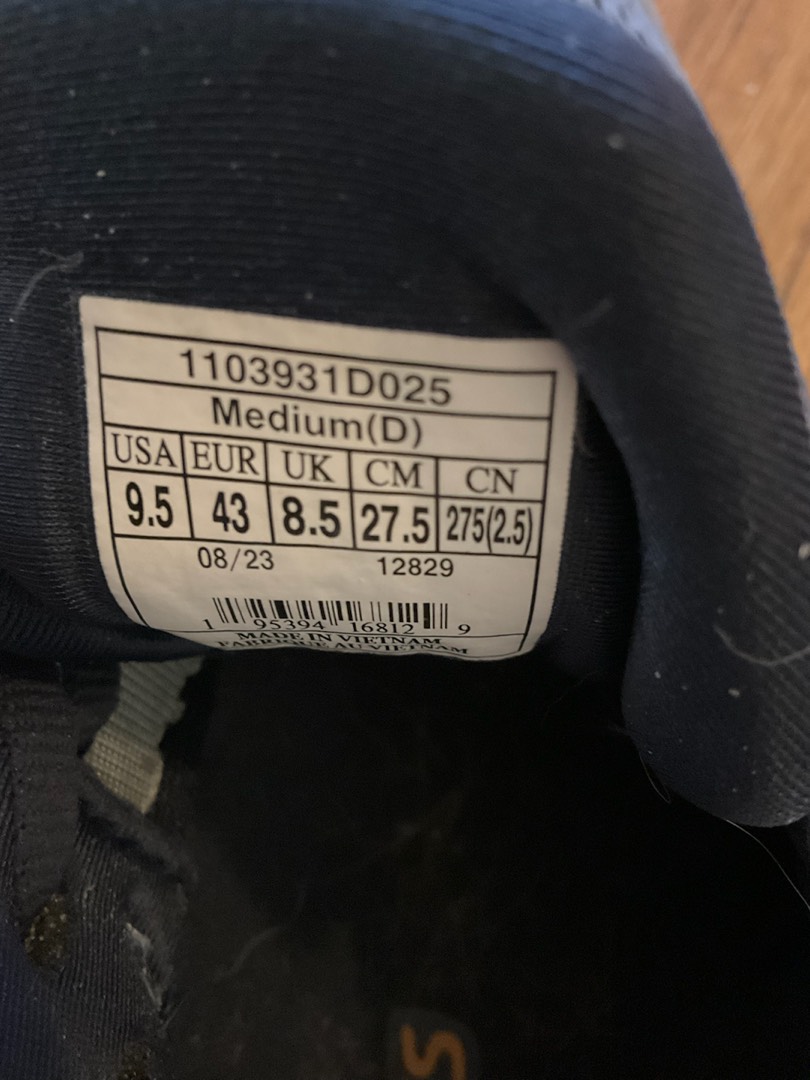 1103931D025
Medium(D)
USA EUR UK CM CN
9.5 43 8.5 27.5 275(2.5)
08/23 12829
1 95394 16812 9
MADE IN VIETNAM
FABRIQUE AU VIETNAM
S